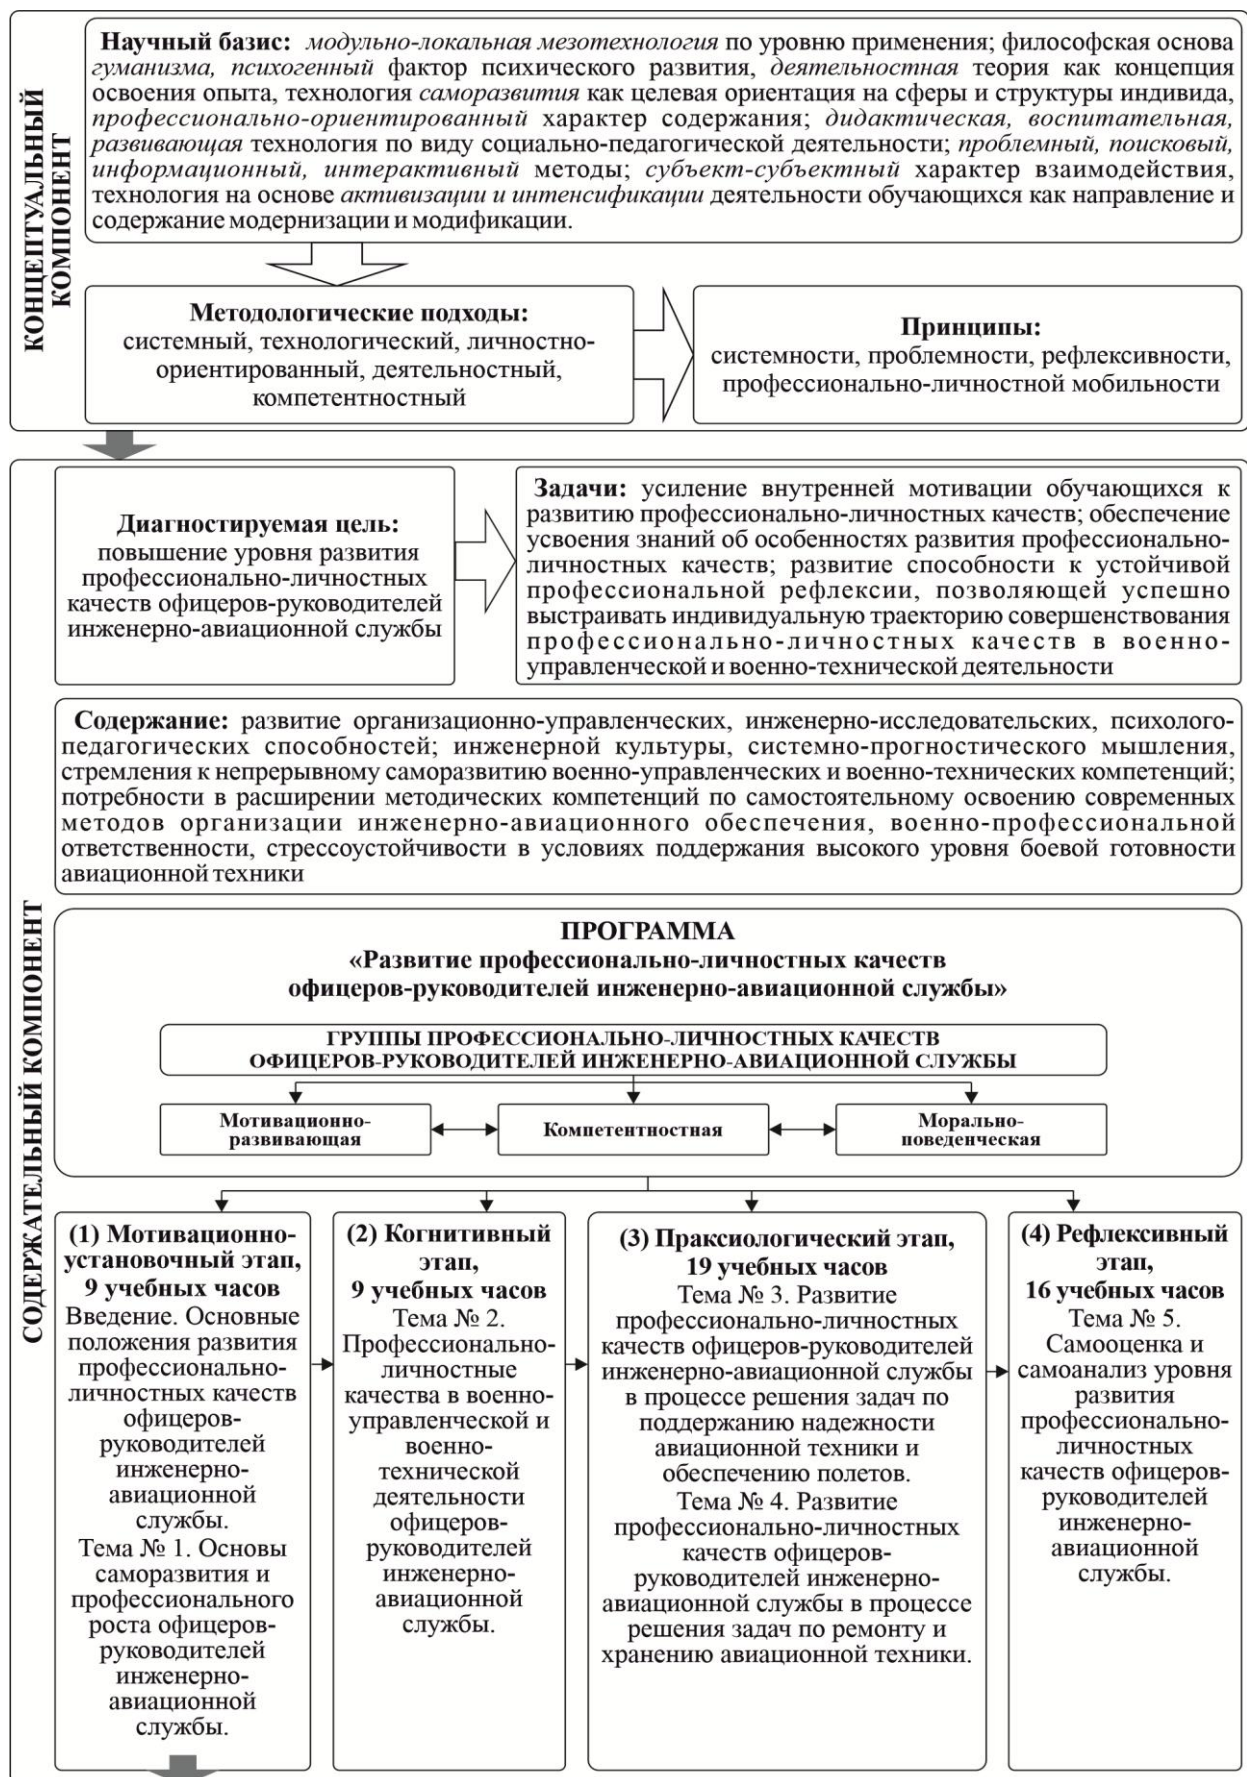 КОНЦЕПТУАЛЬНЫЙ
КОМПОНЕНТ
Научный базис: модульно-локальная мезотехнология по уровню применения; философская основа
гуманизма, психогенный фактор психического развития, деятельностная теория как концепция
освоения опыта, технология саморазвития как целевая ориентация на сферы и структуры индивида,
профессионально-ориентированный характер содержания; дидактическая, воспитательная,
развивающая технология по виду социально-педагогической деятельности; проблемный, поисковый,
информационный, интерактивный методы; субъект-субъектный характер взаимодействия,
технология на основе активизации и интенсификации деятельности обучающихся как направление и
содержание модернизации и модификации.
Методологические подходы:
системный, технологический, личностно-
ориентированный, деятельностный,
компетентностный
Принципы:
системности, проблемности, рефлексивности,
профессионально-личностной мобильности
СОДЕРЖАТЕЛЬНЫЙ КОМПОНЕНТ
Диагностируемая цель:
повышение уровня развития
профессионально-личностных
качеств офицеров-руководителей
инженерно-авиационной службы
Задачи: усиление внутренней мотивации обучающихся к
развитию профессионально-личностных качеств; обеспечение
усвоения знаний об особенностях развития профессионально-
личностных качеств; развитие способности к устойчивой
профессиональной рефлексии, позволяющей успешно
выстраивать индивидуальную траекторию совершенствования
профессионально-личностных качеств в военно-
управленческой и военно-технической деятельности
Содержание: развитие организационно-управленческих, инженерно-исследовательских, психолого-
педагогических способностей; инженерной культуры, системно-прогностического мышления,
стремления к непрерывному саморазвитию военно-управленческих и военно-технических компетенций;
потребности в расширении методических компетенций по самостоятельному освоению современных
методов организации инженерно-авиационного обеспечения, военно-профессиональной
ответственности, стрессоустойчивости в условиях поддержания высокого уровня боевой готовности
авиационной техники
ПРОГРАММА
«Развитие профессионально-личностных качеств
офицеров-руководителей инженерно-авиационной службы»
ГРУППЫ ПРОФЕССИОНАЛЬНО-ЛИЧНОСТНЫХ КАЧЕСТВ
ОФИЦЕРОВ-РУКОВОДИТЕЛЕЙ ИНЖЕНЕРНО-АВИАЦИОННОЙ СЛУЖБЫ
Мотивационно-
развивающая
Компетентностная
Морально-
поведенческая
(1) Мотивационно-
установочный этап,
9 учебных часов
Введение. Основные
положения развития
профессионально-
личностных качеств
офицеров-
руководителей
инженерно-
авиационной
службы.
Тема № 1. Основы
саморазвития и
профессионального
роста офицеров-
руководителей
инженерно-
авиационной
службы.
(2) Когнитивный
этап,
9 учебных часов
Тема № 2.
Профессионально-
личностные
качества в военно-
управленческой и
военно-
технической
деятельности
офицеров-
руководителей
инженерно-
авиационной
службы.
(3) Праксиологический этап,
19 учебных часов
Тема № 3. Развитие
профессионально-личностных
качеств офицеров-руководителей
инженерно-авиационной службы
в процессе решения задач по
поддержанию надежности
авиационной техники и
обеспечению полетов.
Тема № 4. Развитие
профессионально-личностных
качеств офицеров-
руководителей инженерно-
авиационной службы в процессе
решения задач по ремонту и
хранению авиационной техники.
(4) Рефлексивный
этап,
16 учебных часов
Тема № 5.
Самооценка и
самоанализ уровня
развития
профессионально-
личностных
качеств офицеров-
руководителей
инженерно-
авиационной
службы.